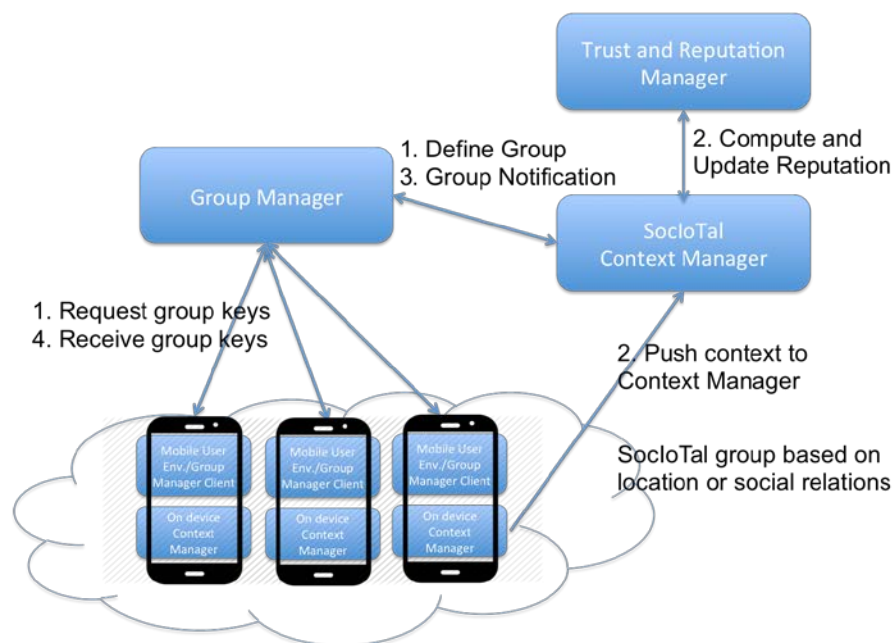 Trust and Reputation
Manager
2. Compute and
Update Reputation
1. Define Group
3. Group Notification
Group Manager
SocIoTal
Context Manager
1. Request group keys
4. Receive group keys
2. Push context to
Context Manager
SocIoTal group based on
location or social relations
Mobile User
Env./Group
Manager Client
On device
Context
Manager
Mobile User
Env./Group
Manager Client
On device
Context
Manager
Mobile User
Env./Group
Manager Client
On device
Context
Manager